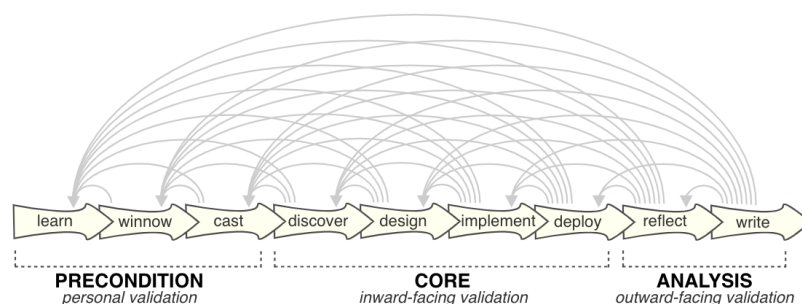 learn winnow cast discover design implement deploy reflect write
PRECONDITION CORE ANALYSIS
personal validation inward-facing validation outward-facing validation